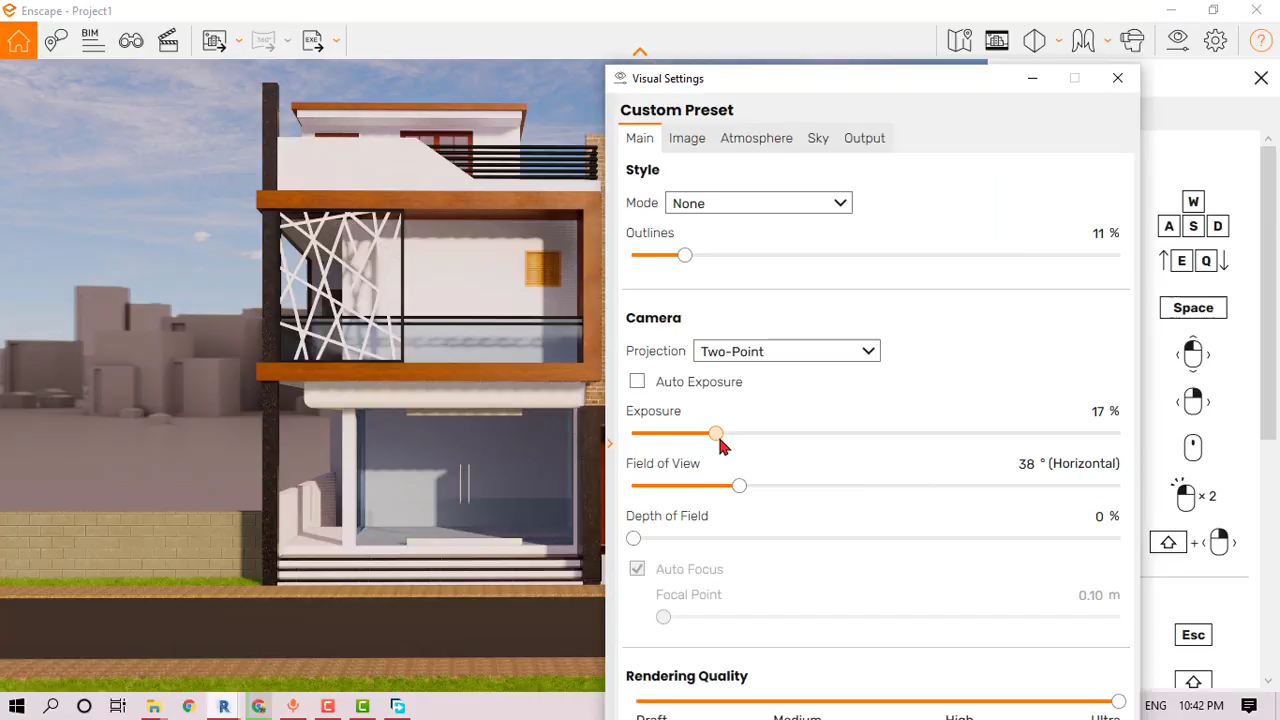 Enscape - Project1
BIM
360°
EXE
?
Visual Settings
Custom Preset
Main Image Atmosphere Sky Output
Style
Mode None
Outlines 11 %
Camera
Projection Two-Point
Auto Exposure
Exposure 17 %
Field of View 38 ° (Horizontal)
Depth of Field 0 %
Auto Focus
Focal Point 0.10 m
Rendering Quality
Draft Medium High Ultra
W
A S D
E Q
Space
× 2
+
Esc
R
ENG 10:42 PM